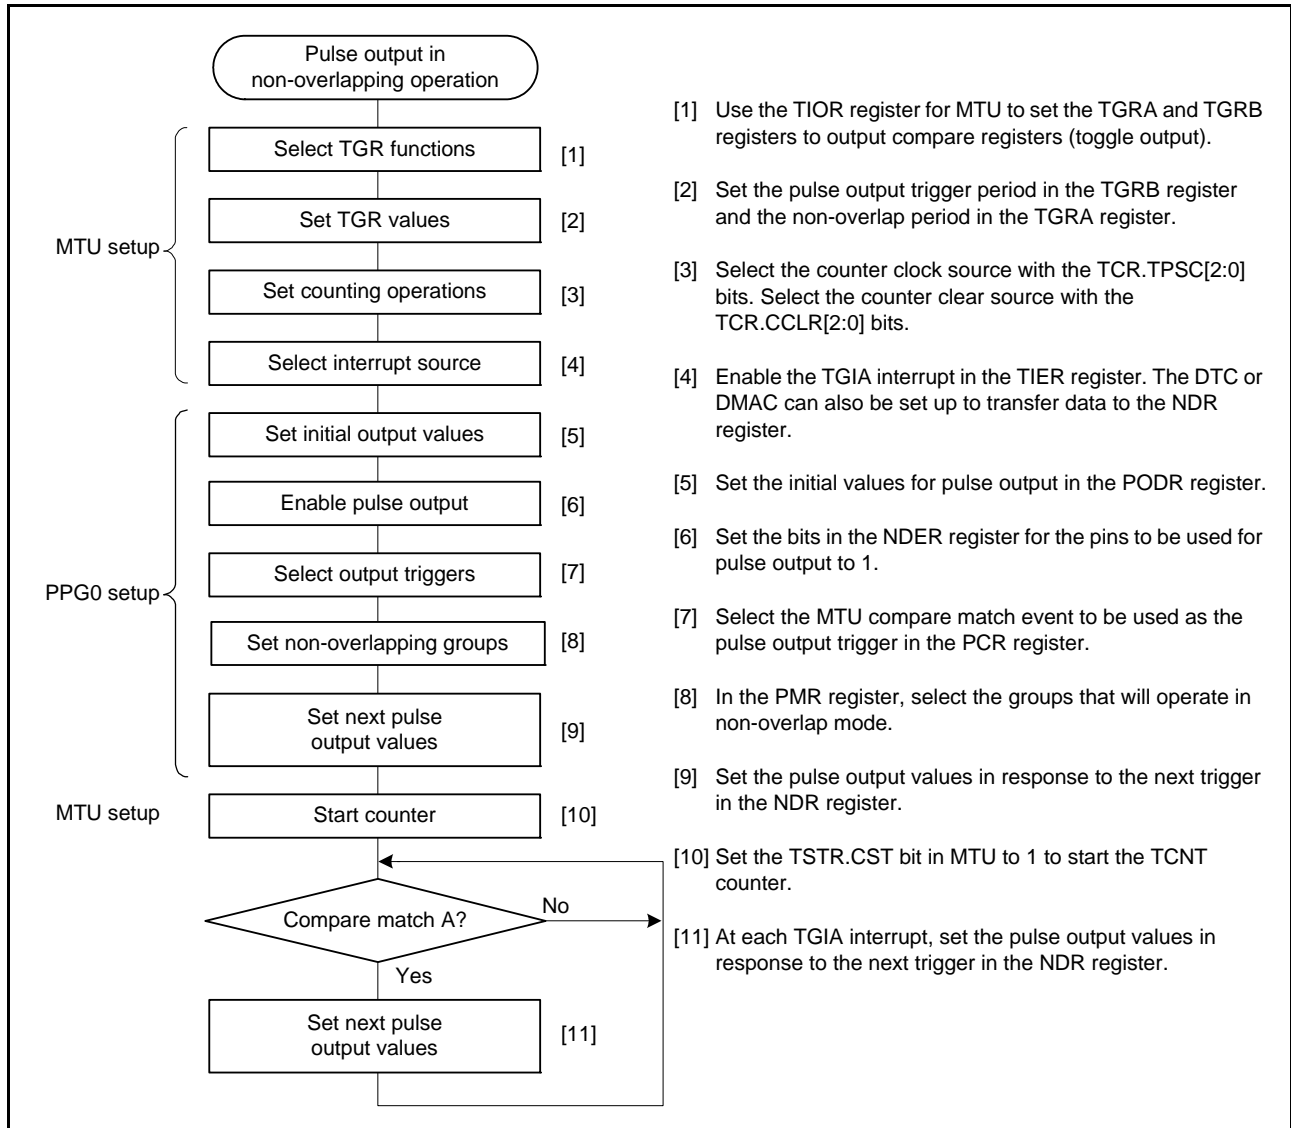 Pulse output in
non-overlapping operation
MTU setup
Select TGR functions
[1]
Set TGR values
[2]
Set counting operations
[3]
Select interrupt source
[4]
PPG0 setup
Set initial output values
[5]
Enable pulse output
[6]
Select output triggers
[7]
Set non-overlapping groups
[8]
Set next pulse
output values
[9]
MTU setup
Start counter
[10]
Compare match A?
No
Yes
Set next pulse
output values
[11]
[1] Use the TIOR register for MTU to set the TGRA and TGRB
registers to output compare registers (toggle output).
[2] Set the pulse output trigger period in the TGRB register
and the non-overlap period in the TGRA register.
[3] Select the counter clock source with the TCR.TPSC[2:0]
bits. Select the counter clear source with the
TCR.CCLR[2:0] bits.
[4] Enable the TGIA interrupt in the TIER register. The DTC or
DMAC can also be set up to transfer data to the NDR
register.
[5] Set the initial values for pulse output in the PODR register.
[6] Set the bits in the NDER register for the pins to be used for
pulse output to 1.
[7] Select the MTU compare match event to be used as the
pulse output trigger in the PCR register.
[8] In the PMR register, select the groups that will operate in
non-overlap mode.
[9] Set the pulse output values in response to the next trigger
in the NDR register.
[10] Set the TSTR.CST bit in MTU to 1 to start the TCNT
counter.
[11] At each TGIA interrupt, set the pulse output values in
response to the next trigger in the NDR register.